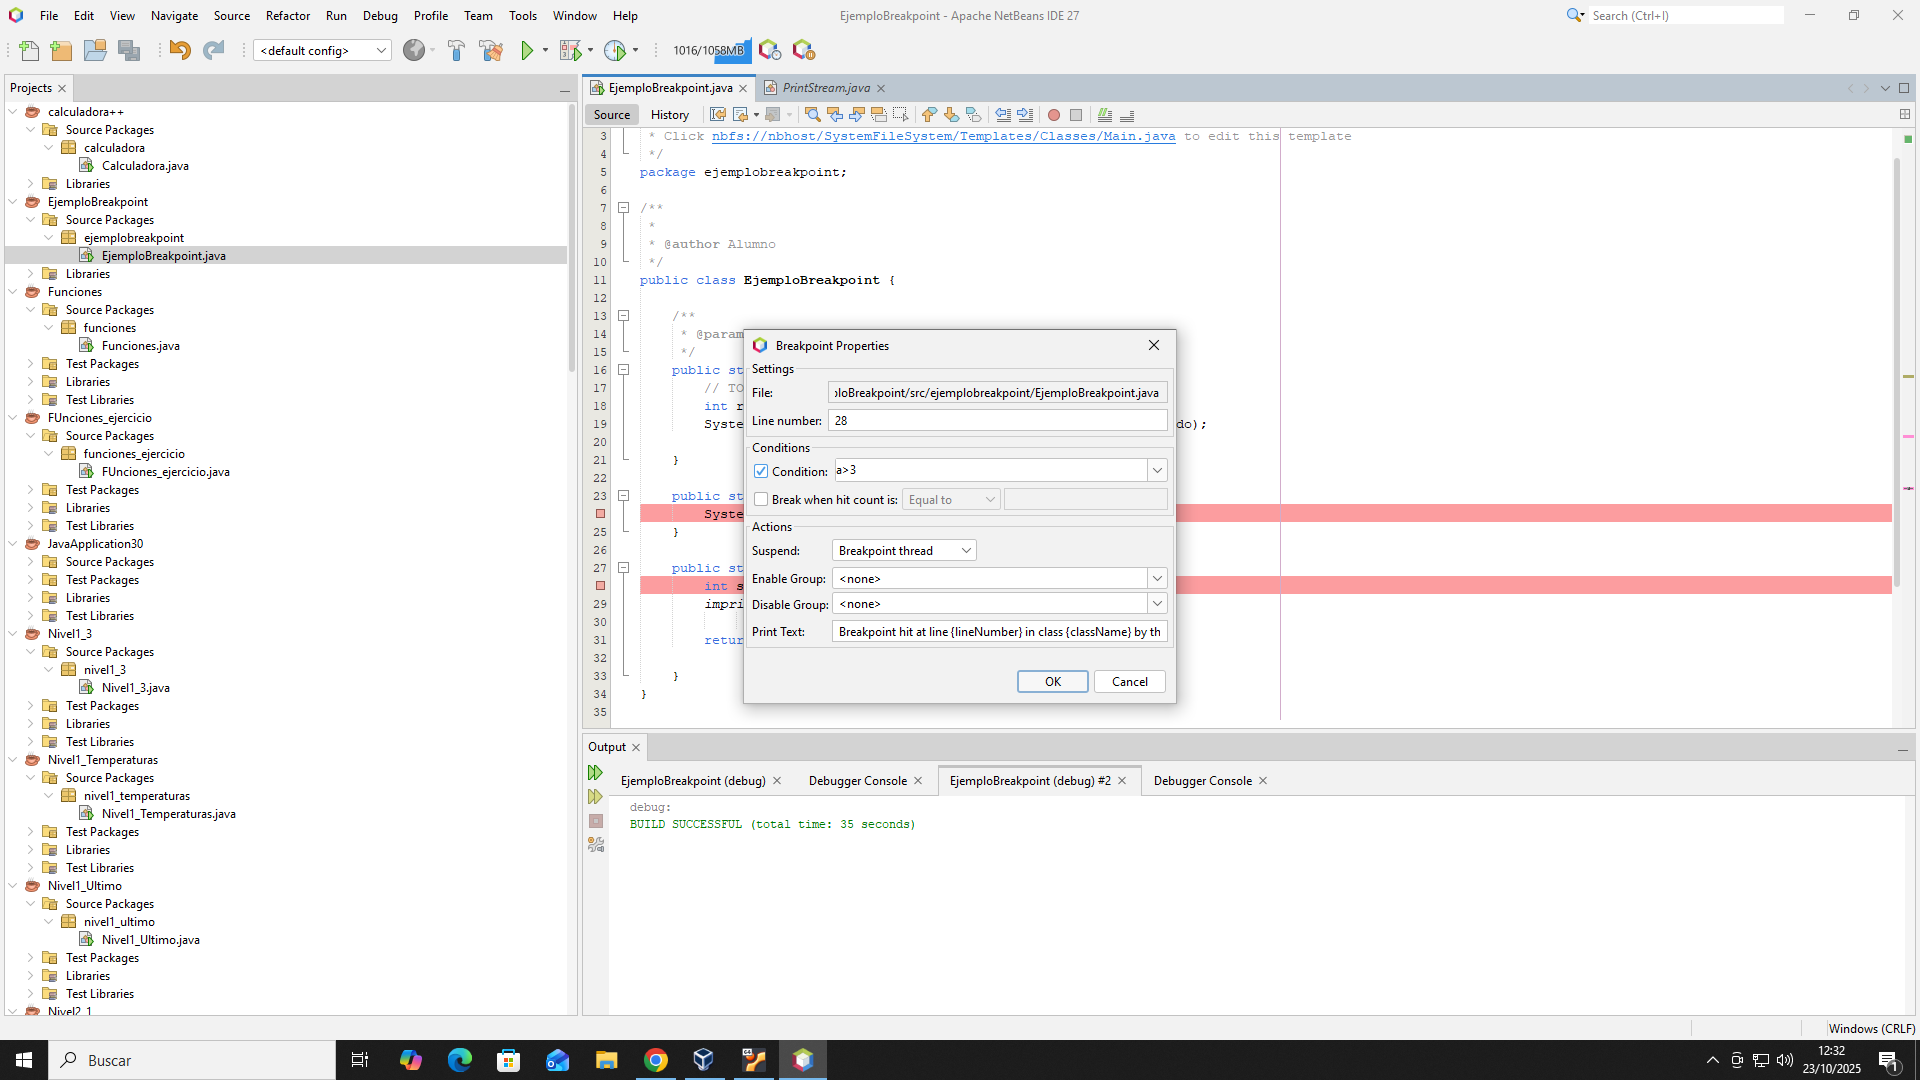 File Edit View Navigate Source Refactor Run Debug Profile Team Tools Window Help
EjemploBreakpoint - Apache NetBeans IDE 27
Search (Ctrl+I)
<default config>
1016/1058MB
Projects
calculadora++
Source Packages
calculadora
Calculadora.java
Libraries
EjemploBreakpoint
Source Packages
ejemplobreakpoint
EjemploBreakpoint.java
Libraries
Funciones
Source Packages
funciones
Funciones.java
Test Packages
Libraries
Test Libraries
FUnciones_ejercicio
Source Packages
funciones_ejercicio
FUnciones_ejercicio.java
Test Packages
Libraries
Test Libraries
JavaApplication30
Source Packages
Test Packages
Libraries
Test Libraries
Nivel1_3
Source Packages
nivel1_3
Nivel1_3.java
Test Packages
Libraries
Test Libraries
Nivel1_Temperaturas
Source Packages
nivel1_temperaturas
Nivel1_Temperaturas.java
Test Packages
Libraries
Test Libraries
Nivel1_Ultimo
Source Packages
nivel1_ultimo
Nivel1_Ultimo.java
Test Packages
Libraries
Test Libraries
Nivel2_1
EjemploBreakpoint.java PrintStream.java
Source History
3 * Click nbfs://nbhost/SystemFileSystem/Templates/Classes/Main.java to edit this template
4 */
5 package ejemplobreakpoint;
6
7 /**
8 *
9 * @author Alumno
10 */
11 public class EjemploBreakpoint {
12
13 /**
14 * @param
15 */
16 public st
17 // TO
18 int r
19 Syste do);
20
21 }
22
23 public st
Syste
25 }
26
27 public st
int s
29 impri
30
31 retur
32
33 }
34 }
35
Breakpoint Properties
Settings
File: loBreakpoint/src/ejemplobreakpoint/EjemploBreakpoint.java
Line number: 28
Conditions
Condition: a>3
Break when hit count is: Equal to
Actions
Suspend: Breakpoint thread
Enable Group: <none>
Disable Group: <none>
Print Text: Breakpoint hit at line {lineNumber} in class {className} by th
OK Cancel
Output
EjemploBreakpoint (debug) Debugger Console EjemploBreakpoint (debug) #2 Debugger Console
debug:
BUILD SUCCESSFUL (total time: 35 seconds)
Windows (CRLF)
Buscar
64
12:32
23/10/2025
1